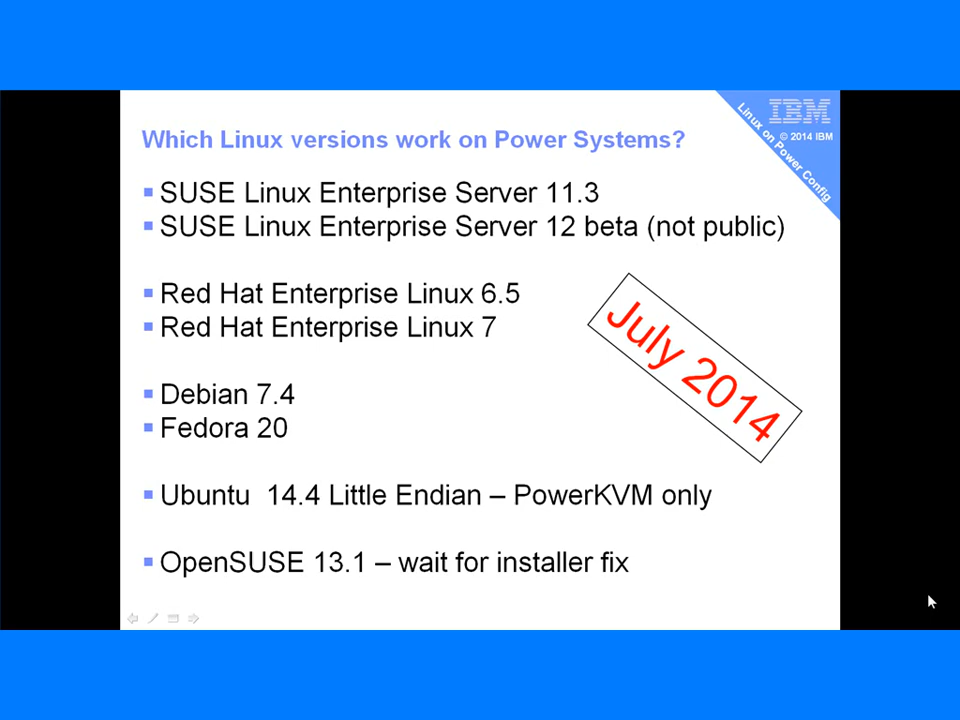 Which Linux versions work on Power Systems?
IBM
© 2014 IBM
Linux on Power Config
SUSE Linux Enterprise Server 11.3
SUSE Linux Enterprise Server 12 beta (not public)
Red Hat Enterprise Linux 6.5
Red Hat Enterprise Linux 7
July 2014
Debian 7.4
Fedora 20
Ubuntu 14.4 Little Endian – PowerKVM only
OpenSUSE 13.1 – wait for installer fix